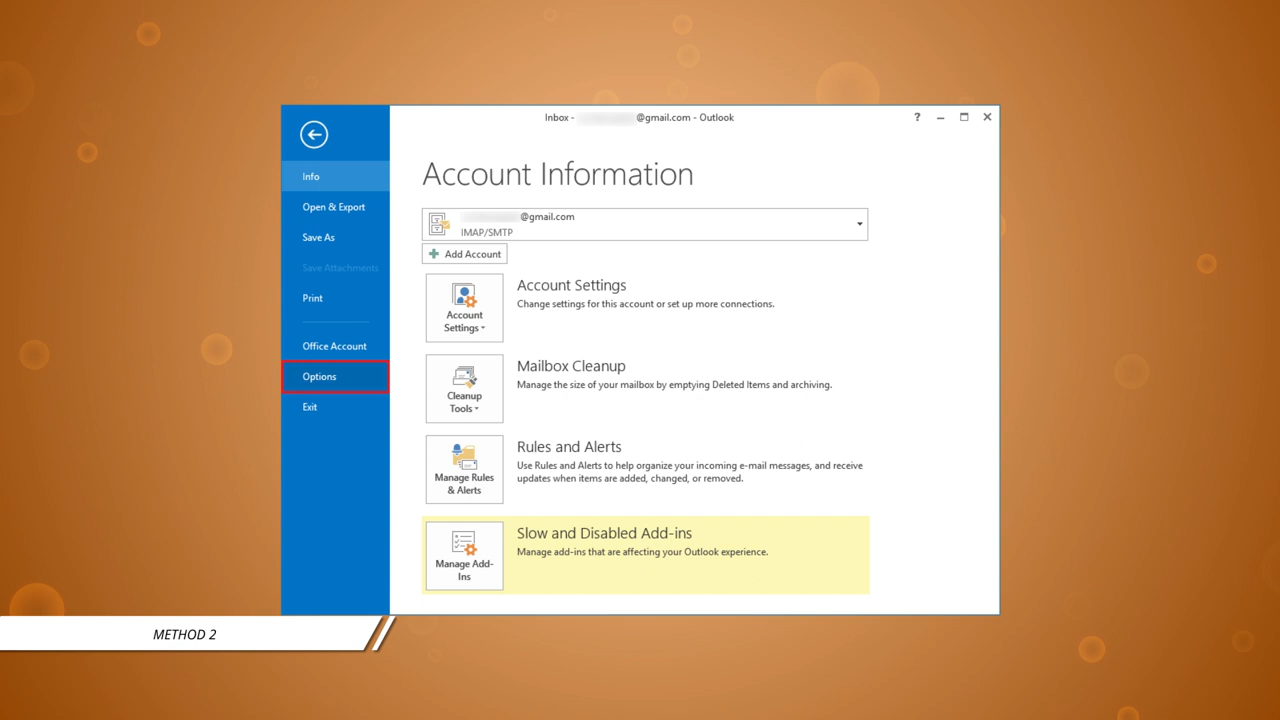 Inbox - @gmail.com - Outlook
?
Info
Open & Export
Save As
Save Attachments
Print
Office Account
Options
Exit
Account Information
@gmail.com
IMAP/SMTP
Add Account
Account
Settings
Account Settings
Change settings for this account or set up more connections.
Cleanup
Tools
Mailbox Cleanup
Manage the size of your mailbox by emptying Deleted Items and archiving.
Manage Rules
& Alerts
Rules and Alerts
Use Rules and Alerts to help organize your incoming e-mail messages, and receive
updates when items are added, changed, or removed.
Manage Add-
Ins
Slow and Disabled Add-ins
Manage add-ins that are affecting your Outlook experience.
METHOD 2